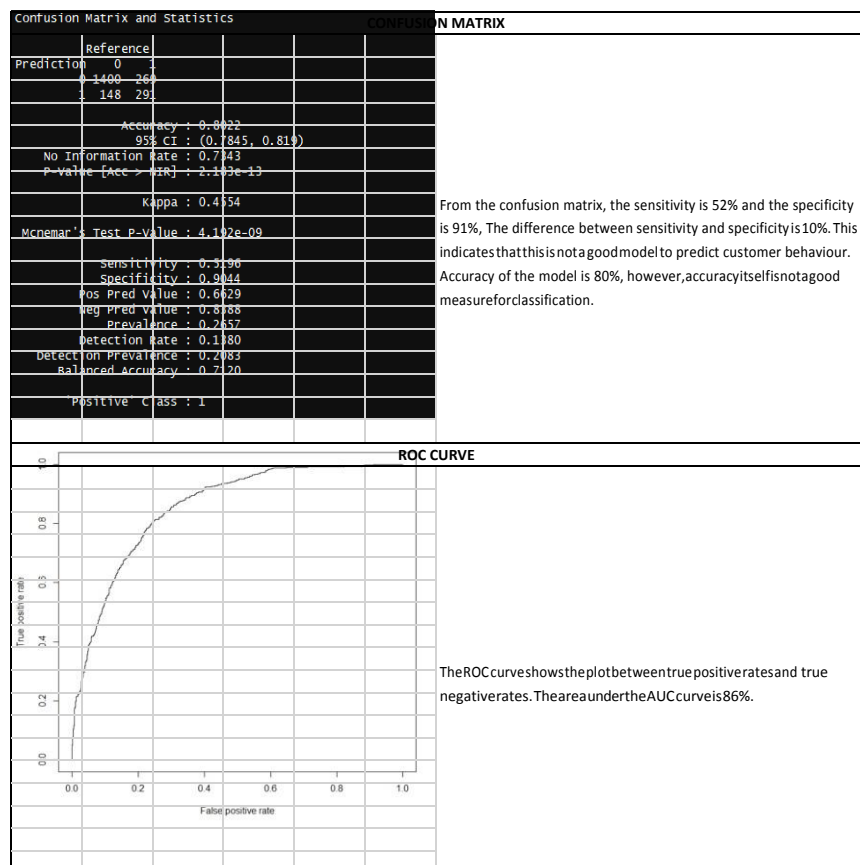 Confusion Matrix and Statistics
CONFUSION MATRIX
Reference
Prediction 0 1
0 1400 269
1 148 291
Accuracy : 0.8022
95% CI : (0.7845, 0.819)
No Information Rate : 0.7343
P-Value [Acc > NIR] : 2.183e-13
Kappa : 0.4554
Mcnemar's Test P-Value : 4.192e-09
Sensitivity : 0.5196
Specificity : 0.9044
Pos Pred Value : 0.6629
Neg Pred Value : 0.8388
Prevalence : 0.2657
Detection Rate : 0.1380
Detection Prevalence : 0.2083
Balanced Accuracy : 0.7120
'Positive' Class : 1
From the confusion matrix, the sensitivity is 52% and the specificity
is 91%, The difference between sensitivity and specificity is 10%. This
indicates that this is not a good model to predict customer behaviour.
Accuracy of the model is 80%, however, accuracy itself is not a good
measure for classification.
ROC CURVE
1.0
0.8
0.6
0.4
0.2
0.0
True positive rate
0.0 0.2 0.4 0.6 0.8 1.0
False positive rate
The ROC curve shows the plot between true positive rates and true
negative rates. The area under the AUC curve is 86%.